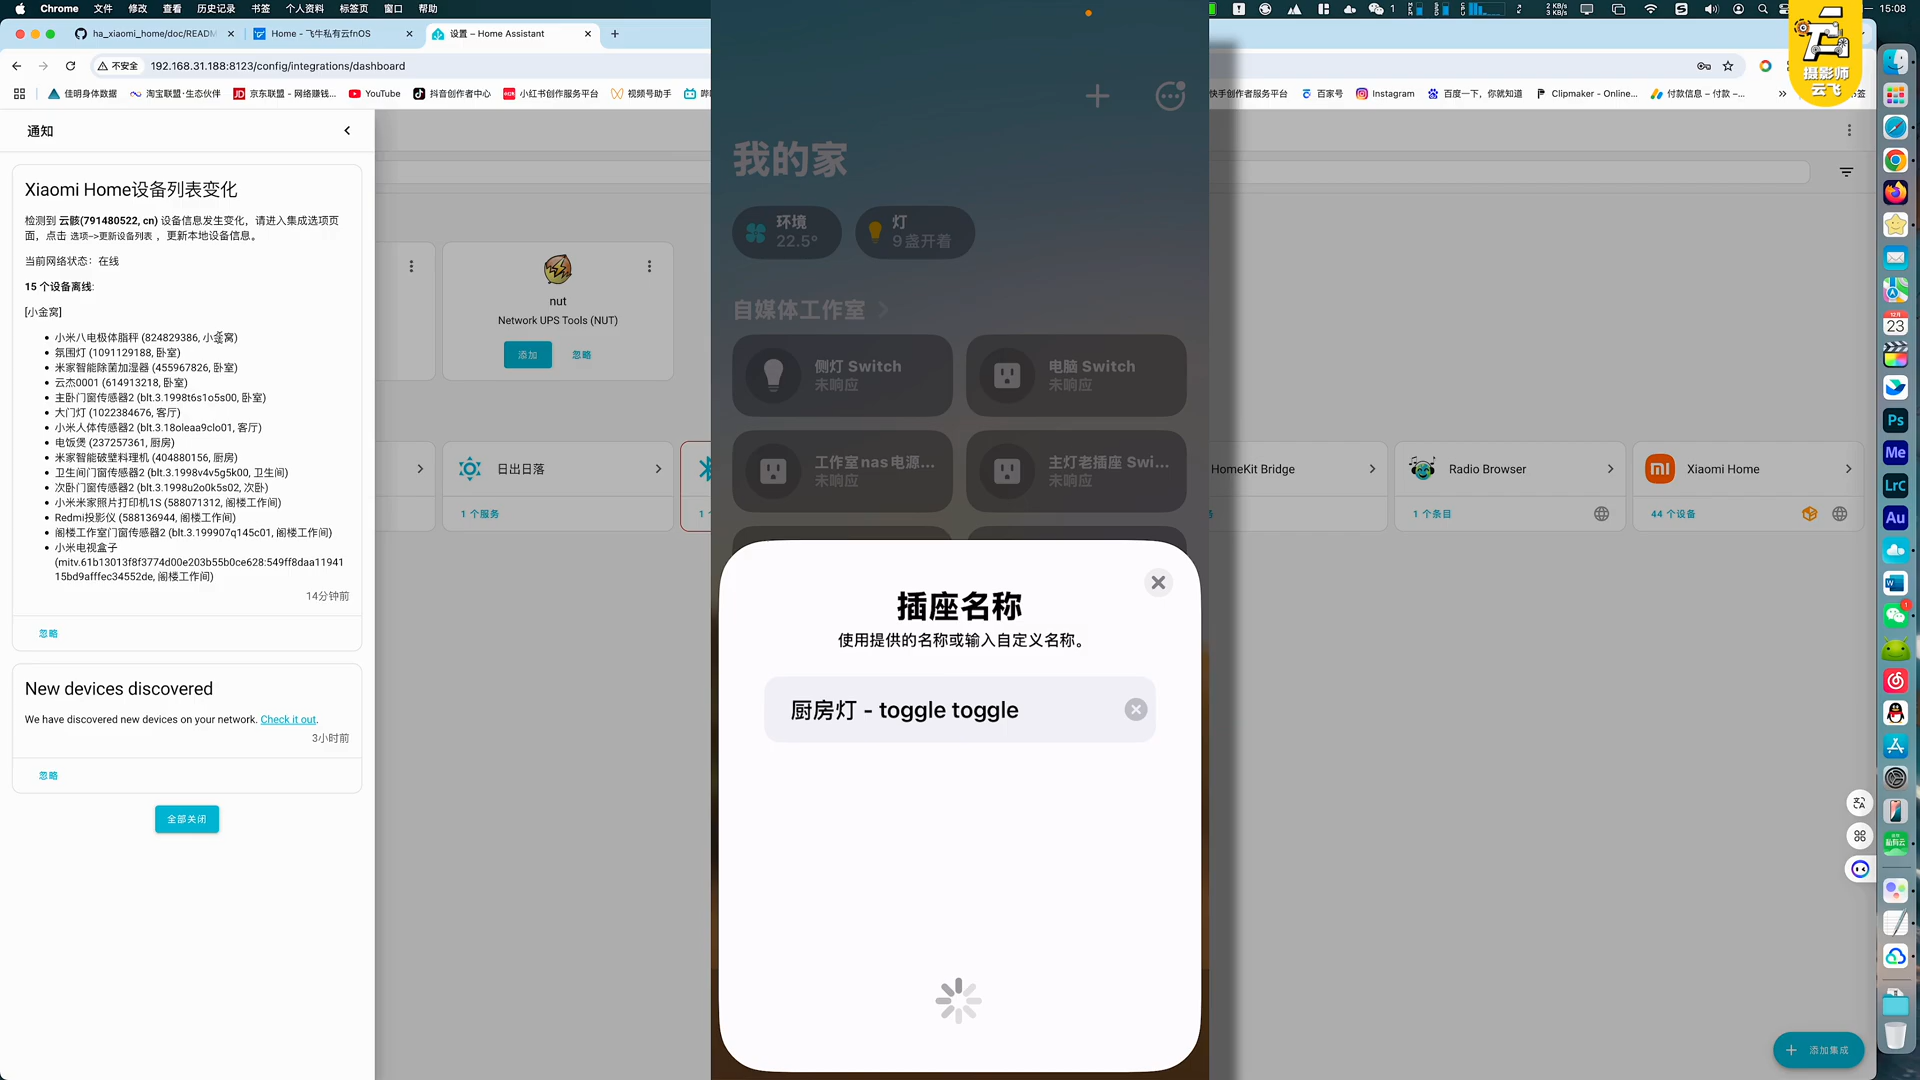 Chrome 文件 修改 查看 历史记录 书签 个人资料 标签页 窗口 帮助
1
2 KB/s
3 KB/s
15:08
ha_xiaomi_home/doc/READM
Home - 飞牛私有云fnOS
设置 – Home Assistant
不安全
192.168.31.188:8123/config/integrations/dashboard
佳明身体数据
淘宝联盟·生态伙伴
京东联盟 - 网络赚钱...
YouTube
抖音创作者中心
小红书创作服务平台
视频号助手
快手创作者服务平台
百家号
Instagram
百度一下，你就知道
Clipmaker - Online...
付款信息 – 付款 –...
摄影师
云飞
通知
Xiaomi Home设备列表变化
检测到 云骸(791480522, cn) 设备信息发生变化，请进入集成选项页
面，点击 选项->更新设备列表 ，更新本地设备信息。
当前网络状态：在线
15 个设备离线:
[小金窝]
小米八电极体脂秤 (824829386, 小金窝)
氛围灯 (1091129188, 卧室)
米家智能除菌加湿器 (455967826, 卧室)
云杰0001 (614913218, 卧室)
主卧门窗传感器2 (blt.3.1998t6s1o5s00, 卧室)
大门灯 (1022384676, 客厅)
小米人体传感器2 (blt.3.18oleaa9clo01, 客厅)
电饭煲 (237257361, 厨房)
米家智能破壁料理机 (404880156, 厨房)
卫生间门窗传感器2 (blt.3.1998v4v5g5k00, 卫生间)
次卧门窗传感器2 (blt.3.1998u2o0k5s02, 次卧)
小米米家照片打印机1S (588071312, 阁楼工作间)
Redmi投影仪 (588136944, 阁楼工作间)
阁楼工作室门窗传感器2 (blt.3.199907q145c01, 阁楼工作间)
小米电视盒子
(mitv.61b13013f8f3774d00e203b55b0ce628:549ff8daa11941
15bd9afffec34552de, 阁楼工作间)
14分钟前
忽略
New devices discovered
We have discovered new devices on your network. Check it out.
3小时前
忽略
全部关闭
nut
Network UPS Tools (NUT)
添加
忽略
日出日落
1 个服务
HomeKit Bridge
Radio Browser
1 个条目
Xiaomi Home
44 个设备
添加集成
我的家
环境
22.5°
灯
9盏开着
自媒体工作室
侧灯 Switch
未响应
电脑 Switch
未响应
工作室nas电源...
未响应
主灯老插座 Swi...
未响应
插座名称
使用提供的名称或输入自定义名称。
厨房灯 – toggle toggle
12月
23
Ps
Me
LrC
Au